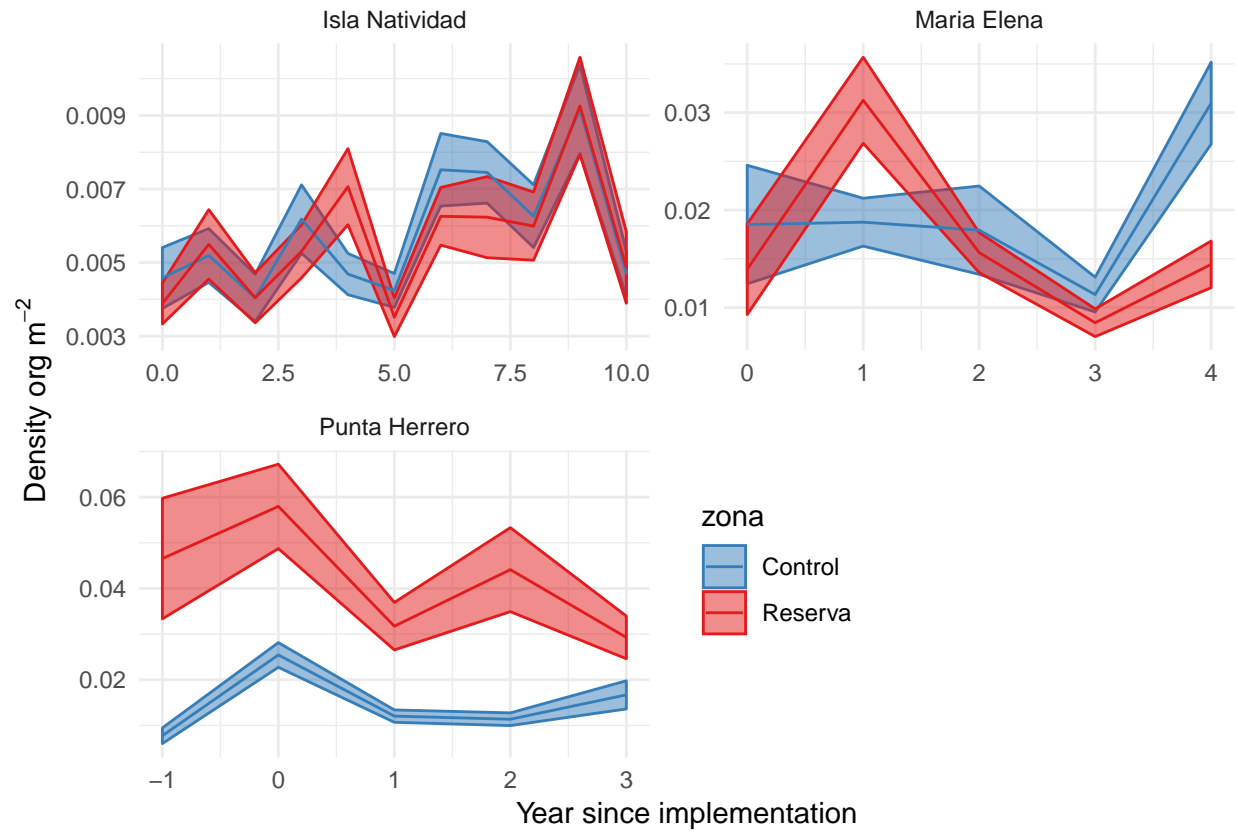 Isla Natividad
Maria Elena
0.009
0.007
0.005
0.003
0.0 2.5 5.0 7.5 10.0
0.03
0.02
0.01
0 1 2 3 4
Punta Herrero
0.06
0.04
0.02
−1 0 1 2 3
Density org m⁻²
Year since implementation
zona
Control
Reserva